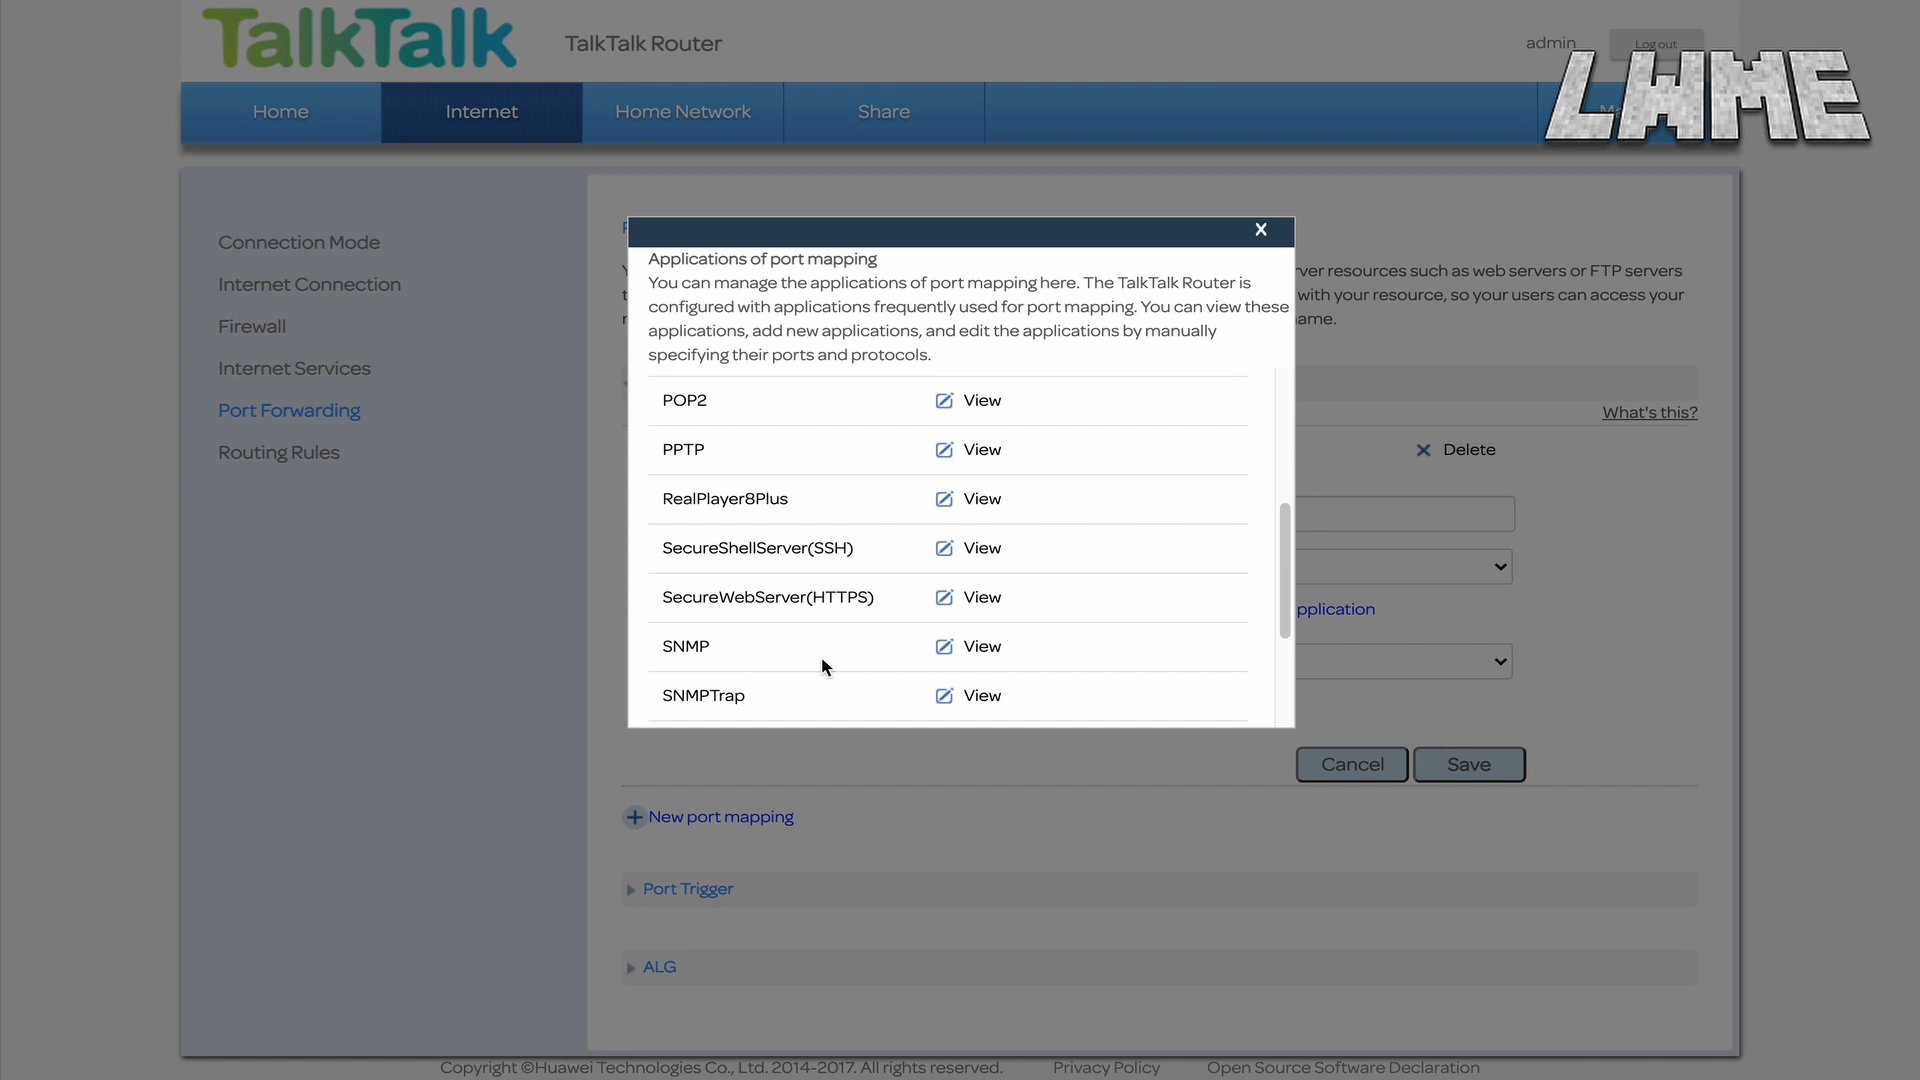 TalkTalk
TalkTalk Router
admin
Log out
LWME
Home
Internet
Home Network
Share
Connection Mode
Internet Connection
Firewall
Internet Services
Port Forwarding
Routing Rules
X
Applications of port mapping
You can manage the applications of port mapping here. The TalkTalk Router is
configured with applications frequently used for port mapping. You can view these
applications, add new applications, and edit the applications by manually
specifying their ports and protocols.
POP2 View
PPTP View
RealPlayer8Plus View
SecureShellServer(SSH) View
SecureWebServer(HTTPS) View
SNMP View
SNMPTrap View
resources such as web servers or FTP servers
with your resource, so your users can access your
What's this?
Delete
Cancel
Save
New port mapping
Port Trigger
ALG
Copyright ©Huawei Technologies Co., Ltd. 2014-2017. All rights reserved.
Privacy Policy
Open Source Software Declaration